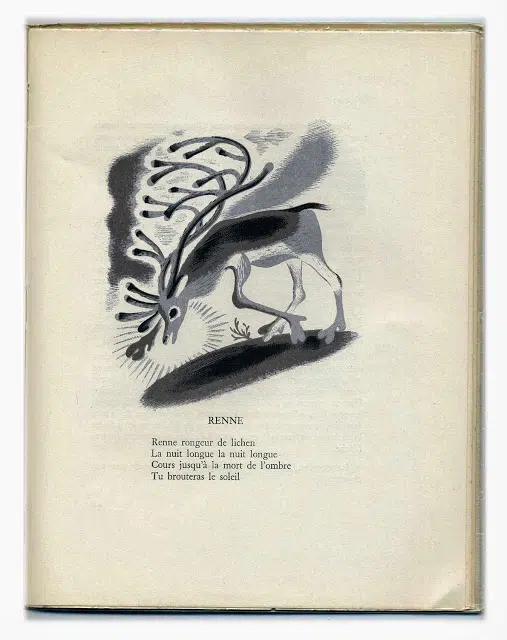 RENNE
Renne rongeur de lichen
La nuit longue la nuit longue
Cours jusqu'à la mort de l'ombre
Tu brouteras le soleil